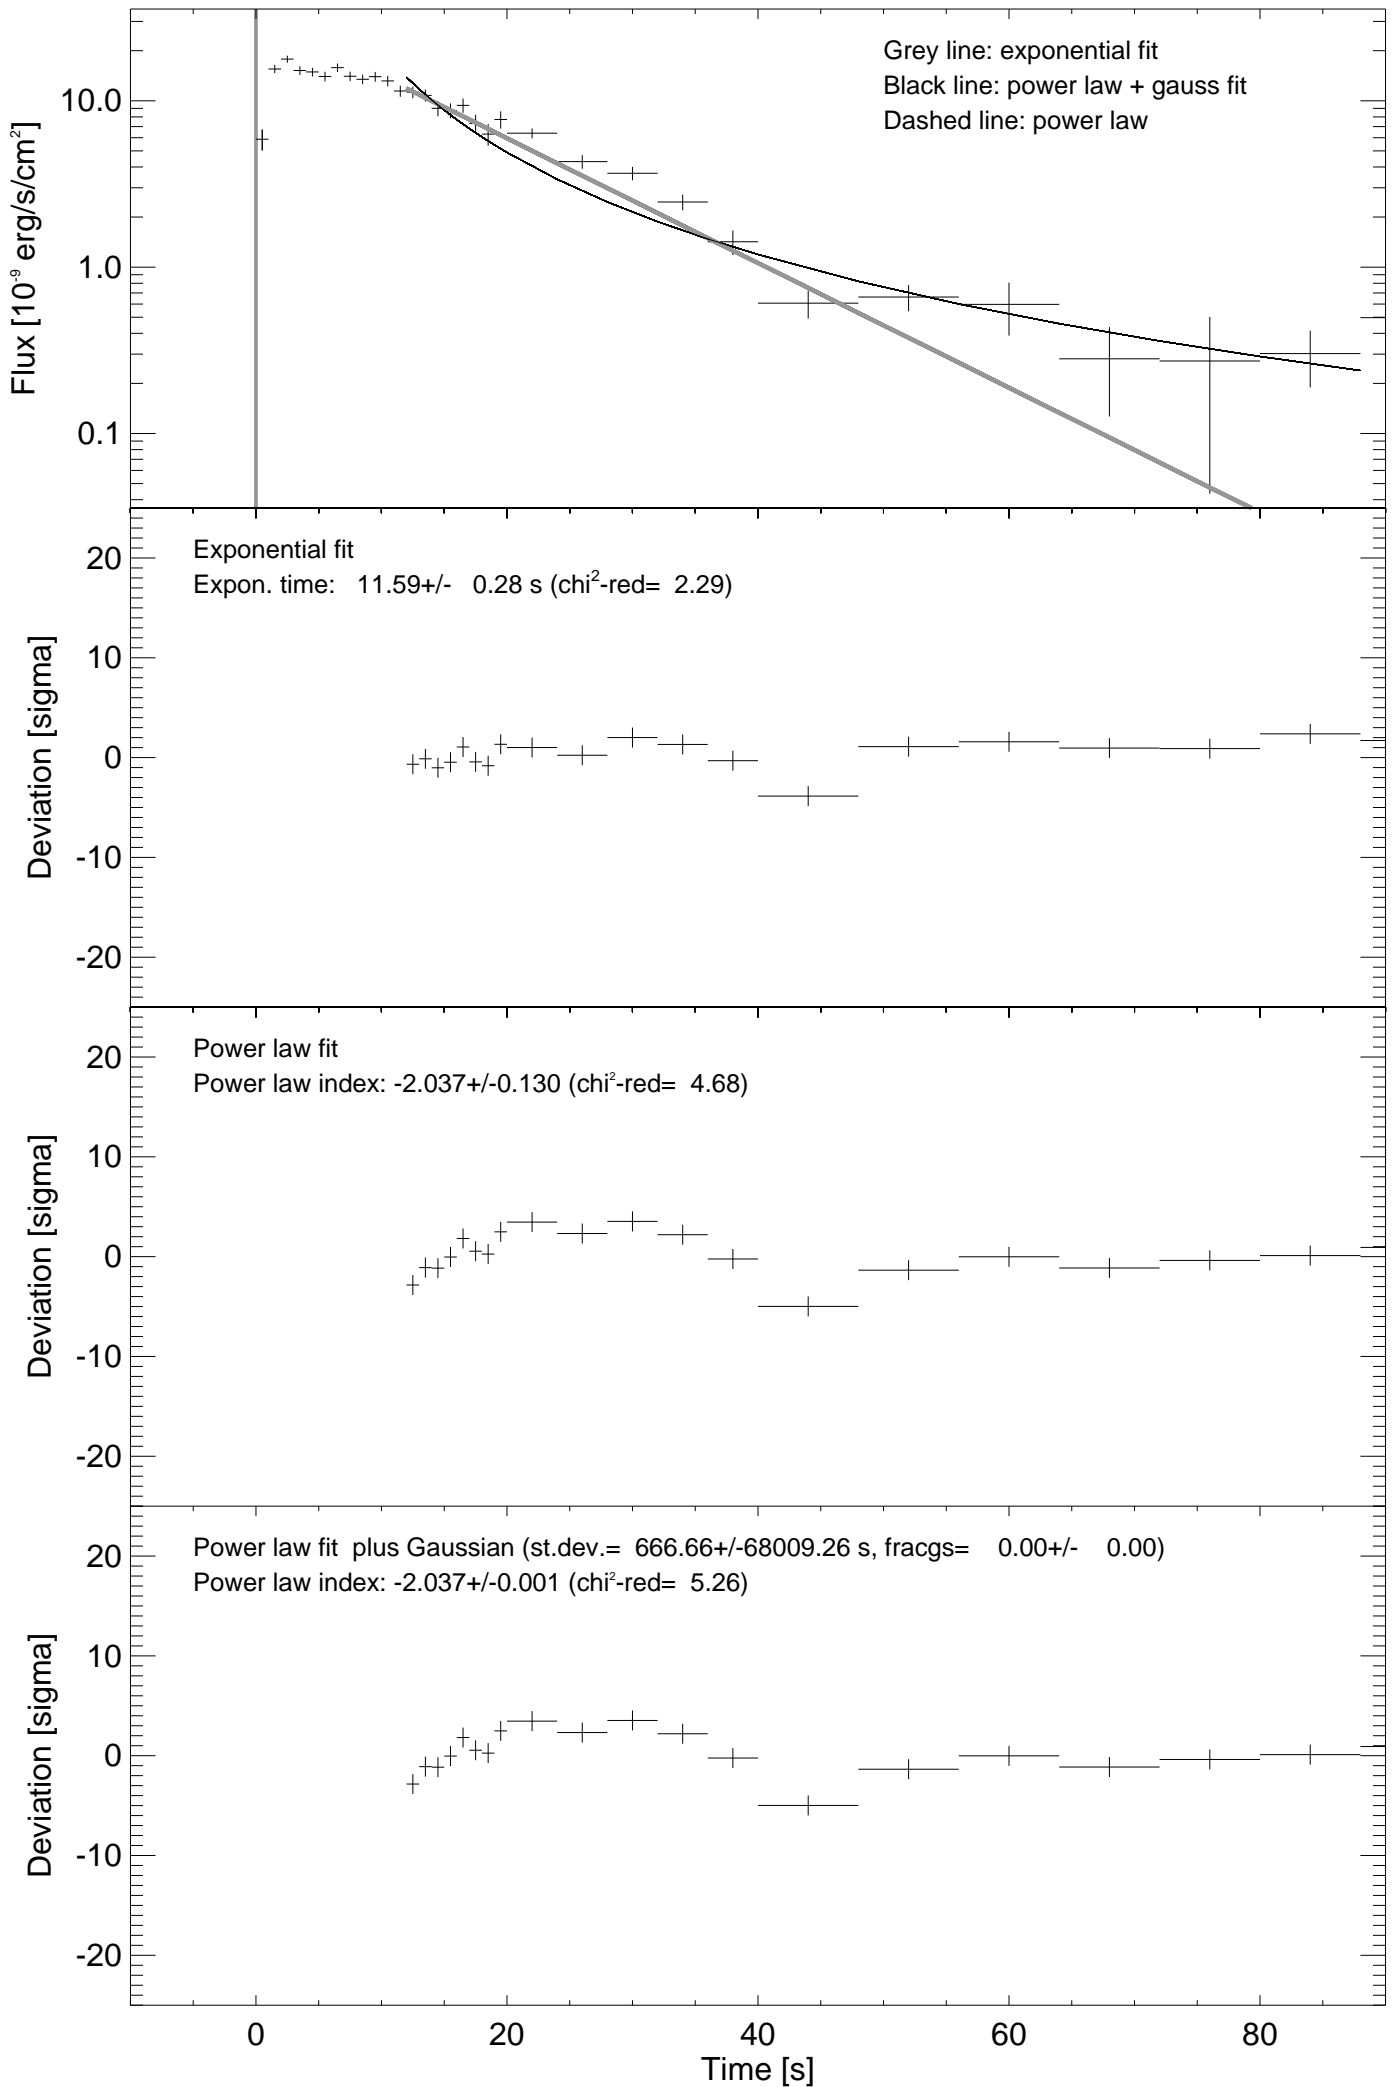 Grey line: exponential fit
Black line: power law + gauss fit
Dashed line: power law
10.0
1.0
0.1
Flux [10⁻⁹ erg/s/cm²]
Exponential fit
Expon. time: 11.59+/- 0.28 s (chi²-red= 2.29)
20
10
0
-10
-20
Deviation [sigma]
Power law fit
Power law index: -2.037+/-0.130 (chi²-red= 4.68)
20
10
0
-10
-20
Deviation [sigma]
Power law fit plus Gaussian (st.dev.= 666.66+/-68009.26 s, fracgs= 0.00+/- 0.00)
Power law index: -2.037+/-0.001 (chi²-red= 5.26)
20
10
0
-10
-20
Deviation [sigma]
0 20 40 60 80
Time [s]